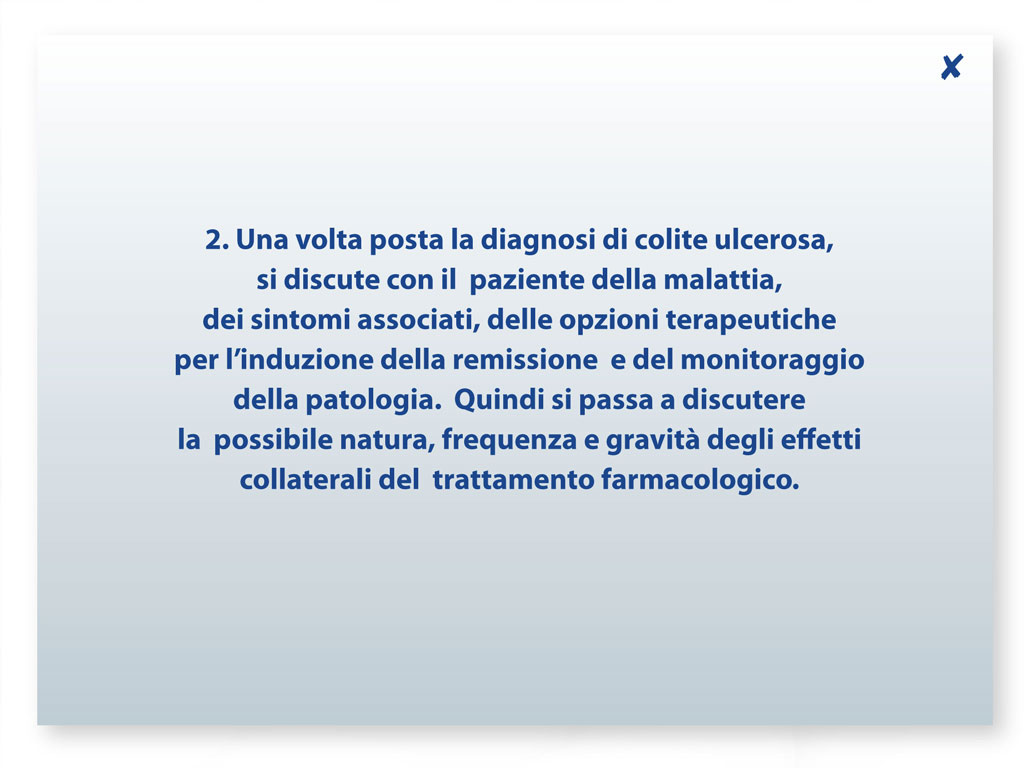 2. Una volta posta la diagnosi di colite ulcerosa,
si discute con il  paziente della malattia,
dei sintomi associati, delle opzioni terapeutiche
per l’induzione della remissione  e del monitoraggio
della patologia.  Quindi si passa a discutere
la  possibile natura, frequenza e gravità degli effetti
collaterali del  trattamento farmacologico.